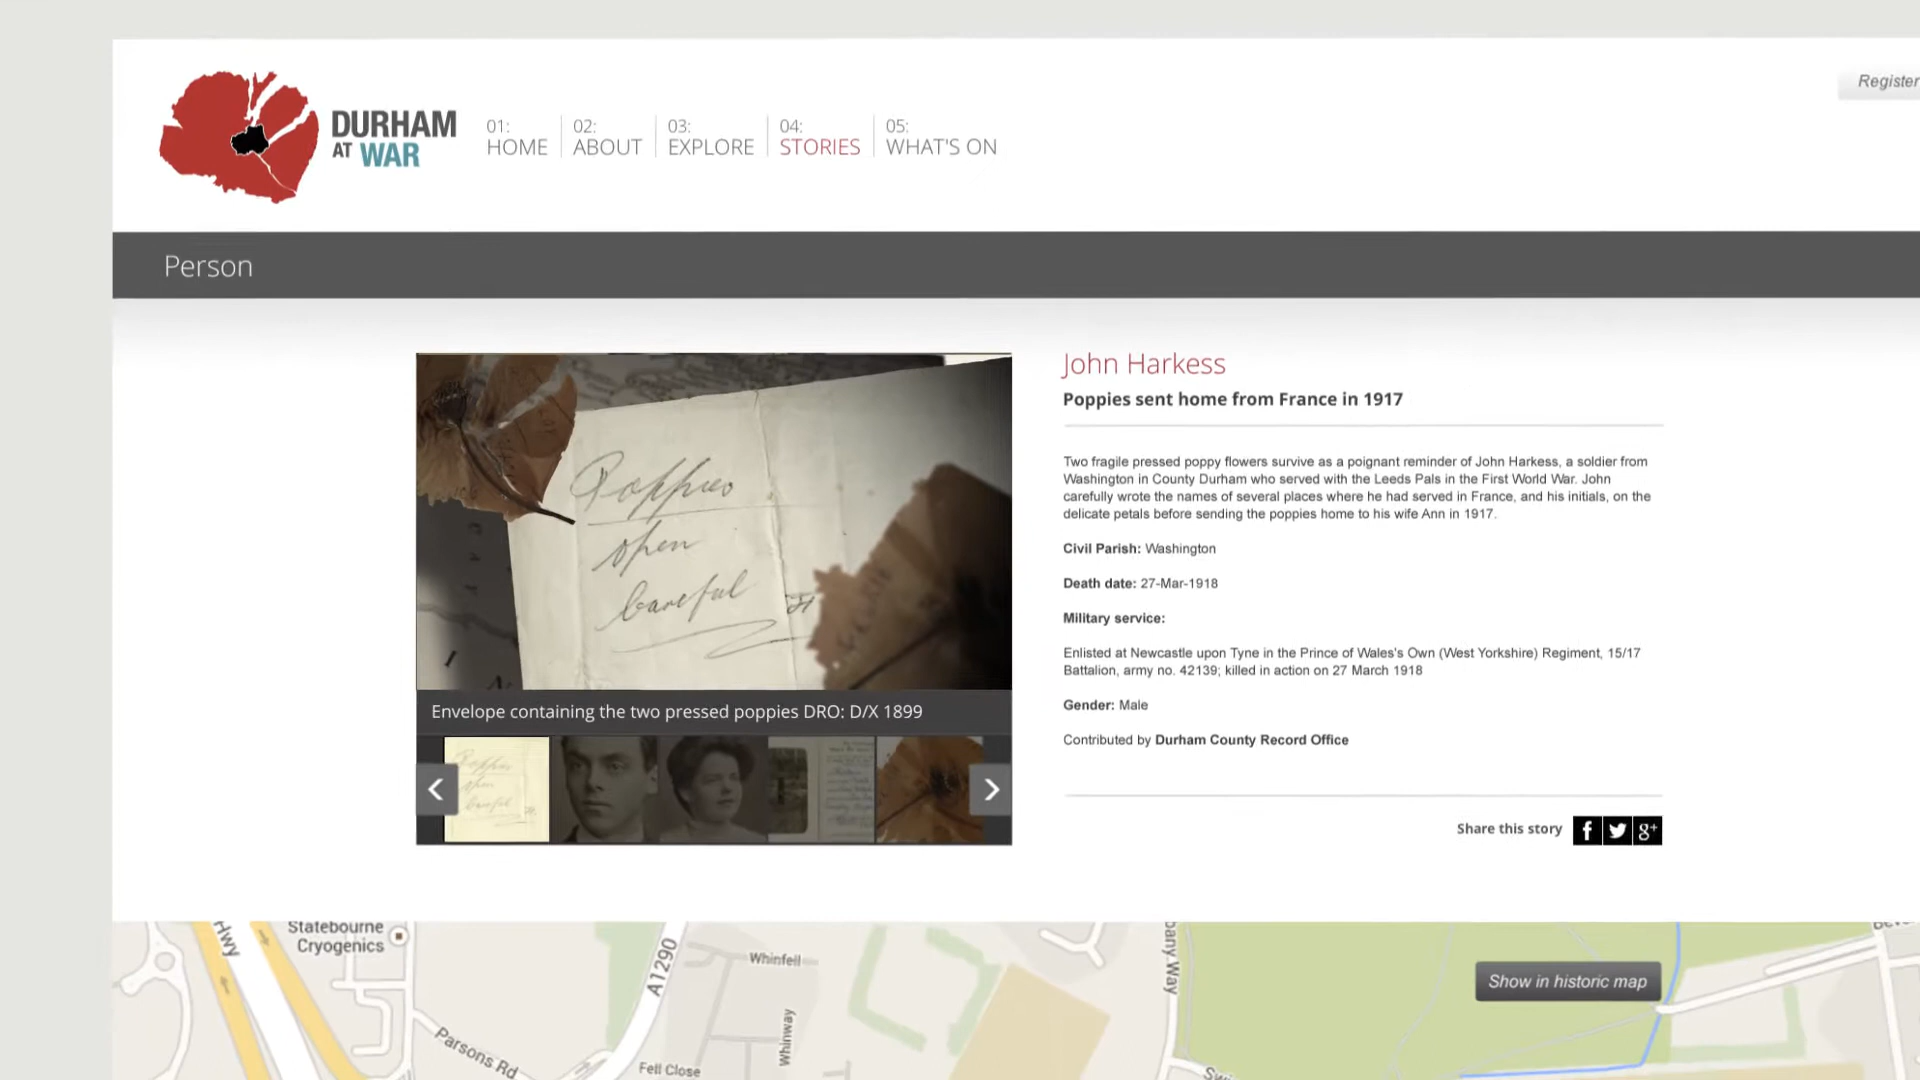 DURHAM
AT WAR
01:
HOME
02:
ABOUT
03:
EXPLORE
04:
STORIES
05:
WHAT'S ON
Register
Person
Poppies
open
careful
John Harkess
Poppies sent home from France in 1917
Two fragile pressed poppy flowers survive as a poignant reminder of John Harkess, a soldier from
Washington in County Durham who served with the Leeds Pals in the First World War. John
carefully wrote the names of several places where he had served in France, and his initials, on the
delicate petals before sending the poppies home to his wife Ann in 1917.
Civil Parish: Washington
Death date: 27-Mar-1918
Military service:
Enlisted at Newcastle upon Tyne in the Prince of Wales's Own (West Yorkshire) Regiment, 15/17
Battalion, army no. 42139; killed in action on 27 March 1918
Gender: Male
Contributed by Durham County Record Office
Envelope containing the two pressed poppies DRO: D/X 1899
Poppies
open
careful
Share this story
Hwy
Statebourne
Cryogenics
A1290
Whinfell
Whinway
Parsons Rd
Fell Close
Show in historic map